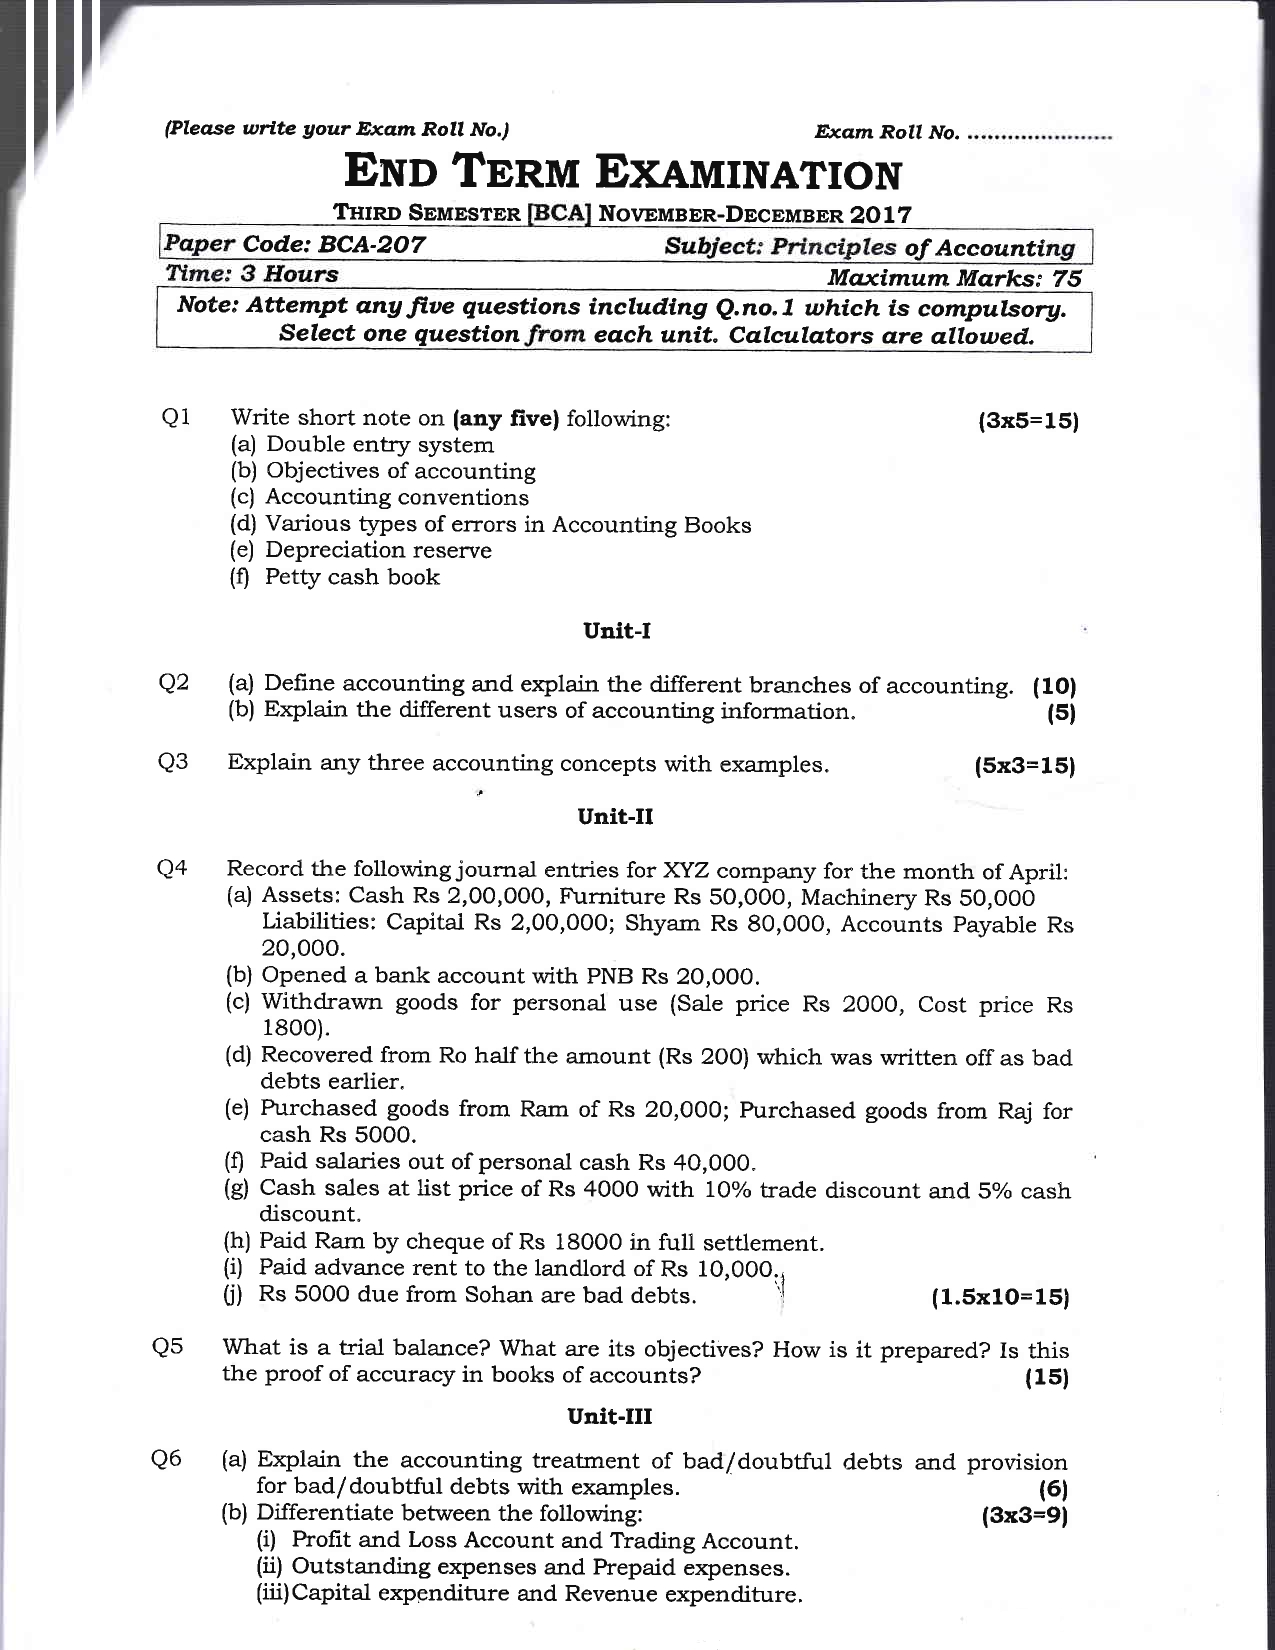 (Please write your Exam Roll No.) Exam Roll No. ......................
END TERM EXAMINATION
THIRD SEMESTER [BCA] NOVEMBER-DECEMBER 2017
Paper Code: BCA-207 Subject: Principles of Accounting
Time: 3 Hours Maximum Marks: 75
Note: Attempt any five questions including Q.no.1 which is compulsory.
Select one question from each unit. Calculators are allowed.
Q1 Write short note on (any five) following: (3x5=15)
(a) Double entry system
(b) Objectives of accounting
(c) Accounting conventions
(d) Various types of errors in Accounting Books
(e) Depreciation reserve
(f) Petty cash book
Unit-I
Q2 (a) Define accounting and explain the different branches of accounting. (10)
(b) Explain the different users of accounting information. (5)
Q3 Explain any three accounting concepts with examples. (5x3=15)
Unit-II
Q4 Record the following journal entries for XYZ company for the month of April:
(a) Assets: Cash Rs 2,00,000, Furniture Rs 50,000, Machinery Rs 50,000
Liabilities: Capital Rs 2,00,000; Shyam Rs 80,000, Accounts Payable Rs
20,000.
(b) Opened a bank account with PNB Rs 20,000.
(c) Withdrawn goods for personal use (Sale price Rs 2000, Cost price Rs
1800).
(d) Recovered from Ro half the amount (Rs 200) which was written off as bad
debts earlier.
(e) Purchased goods from Ram of Rs 20,000; Purchased goods from Raj for
cash Rs 5000.
(f) Paid salaries out of personal cash Rs 40,000.
(g) Cash sales at list price of Rs 4000 with 10% trade discount and 5% cash
discount.
(h) Paid Ram by cheque of Rs 18000 in full settlement.
(i) Paid advance rent to the landlord of Rs 10,000.
(j) Rs 5000 due from Sohan are bad debts. (1.5x10=15)
Q5 What is a trial balance? What are its objectives? How is it prepared? Is this
the proof of accuracy in books of accounts? (15)
Unit-III
Q6 (a) Explain the accounting treatment of bad/doubtful debts and provision
for bad/doubtful debts with examples. (6)
(b) Differentiate between the following: (3x3=9)
(i) Profit and Loss Account and Trading Account.
(ii) Outstanding expenses and Prepaid expenses.
(iii)Capital expenditure and Revenue expenditure.